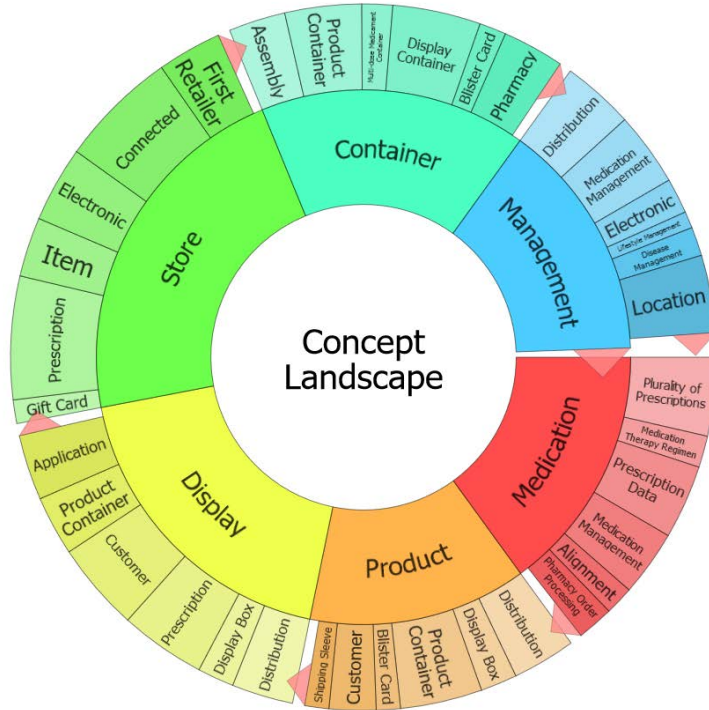 Concept
Landscape
Container
Assembly
Product
Container
Multi-dose Medicament
Container
Display
Container
Blister Card
Pharmacy
Management
Distribution
Medication
Management
Electronic
Lifestyle Management
Disease
Management
Location
Medication
Plurality of
Prescriptions
Medication
Therapy Regimen
Prescription
Data
Medication
Management
Alignment
Pharmacy Order
Processing
Product
Distribution
Display Box
Product
Container
Blister Card
Customer
Shipping Sleeve
Display
Distribution
Display Box
Prescription
Customer
Product
Container
Application
Store
Gift Card
Prescription
Item
Electronic
Connected
First
Retailer